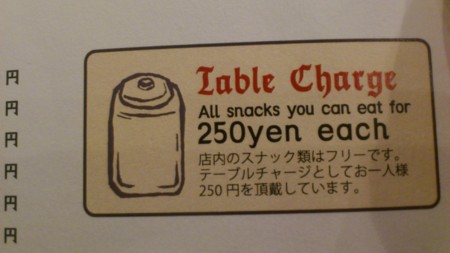 円
円
円
円
円
円
Table Charge
All snacks you can eat for
250yen each
店内のスナック類はフリーです。
テーブルチャージとしてお一人様
250円を頂戴しています。